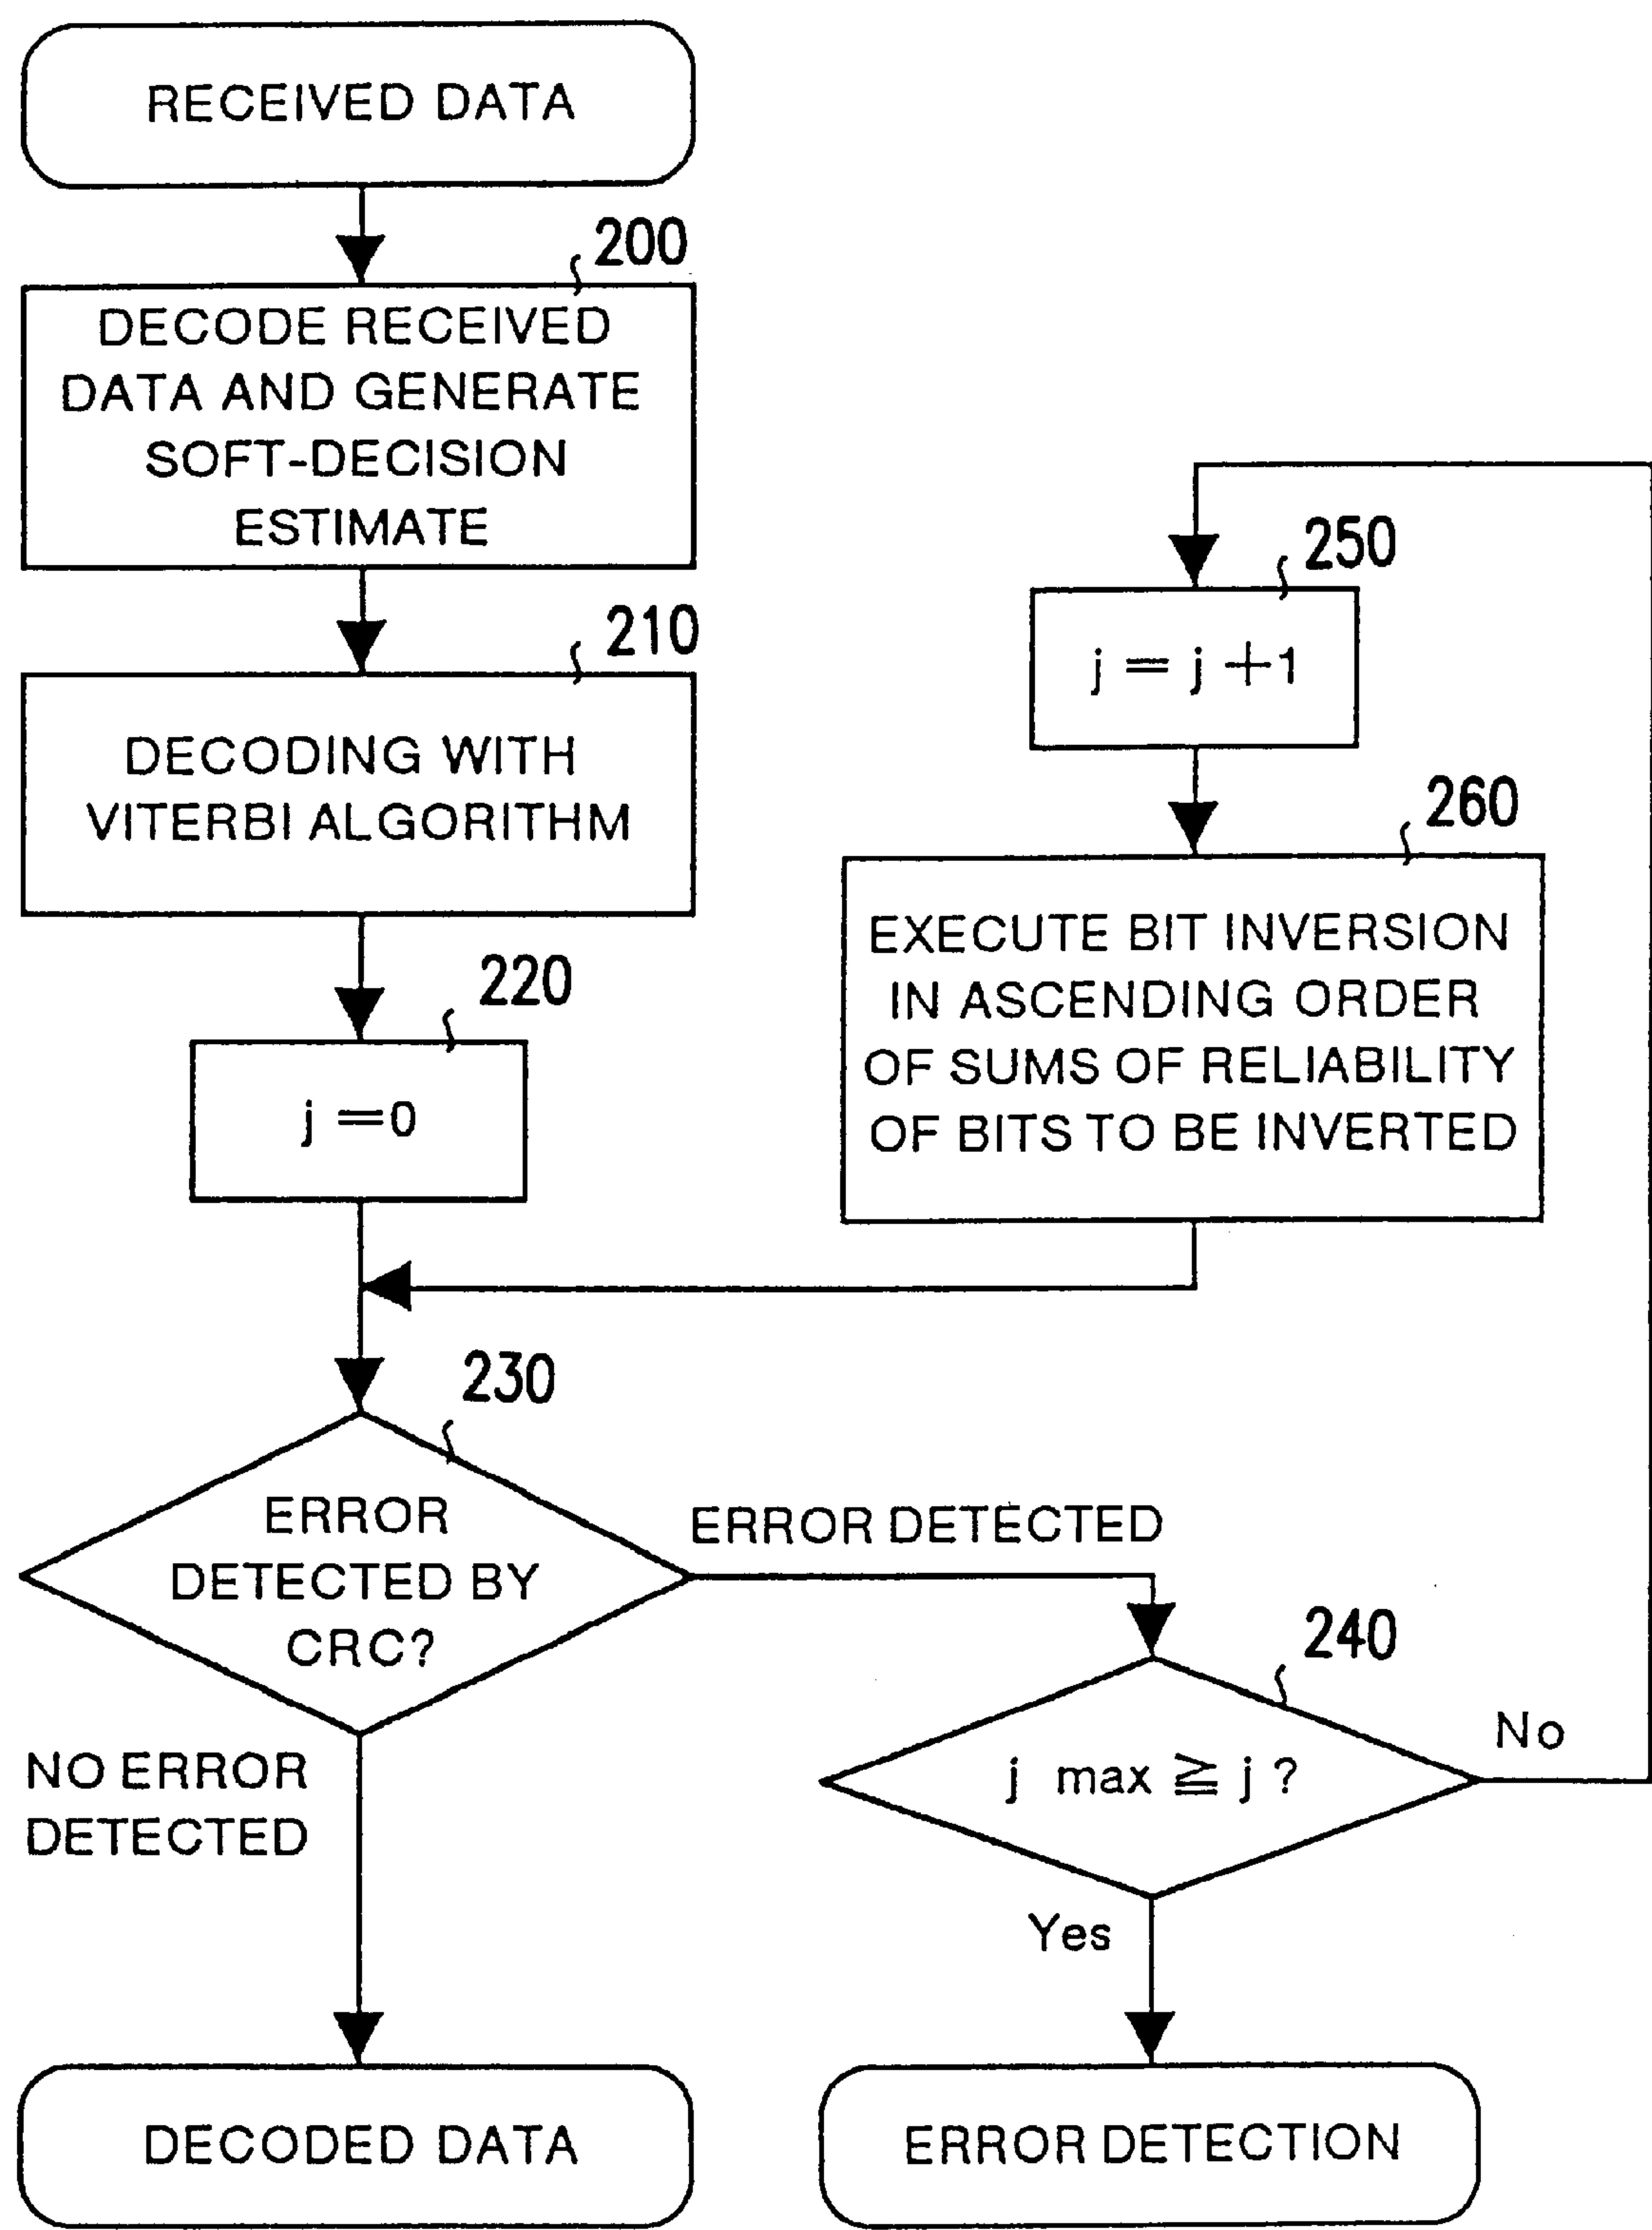 RECEIVED DATA
200
DECODE RECEIVED
DATA AND GENERATE
SOFT-DECISION
ESTIMATE
210
DECODING WITH
VITERBI ALGORITHM
220
j = 0
230
ERROR
DETECTED BY
CRC?
ERROR DETECTED
NO ERROR
DETECTED
240
j max ≧ j ?
No
Yes
250
j = j + 1
260
EXECUTE BIT INVERSION
IN ASCENDING ORDER
OF SUMS OF RELIABILITY
OF BITS TO BE INVERTED
DECODED DATA
ERROR DETECTION